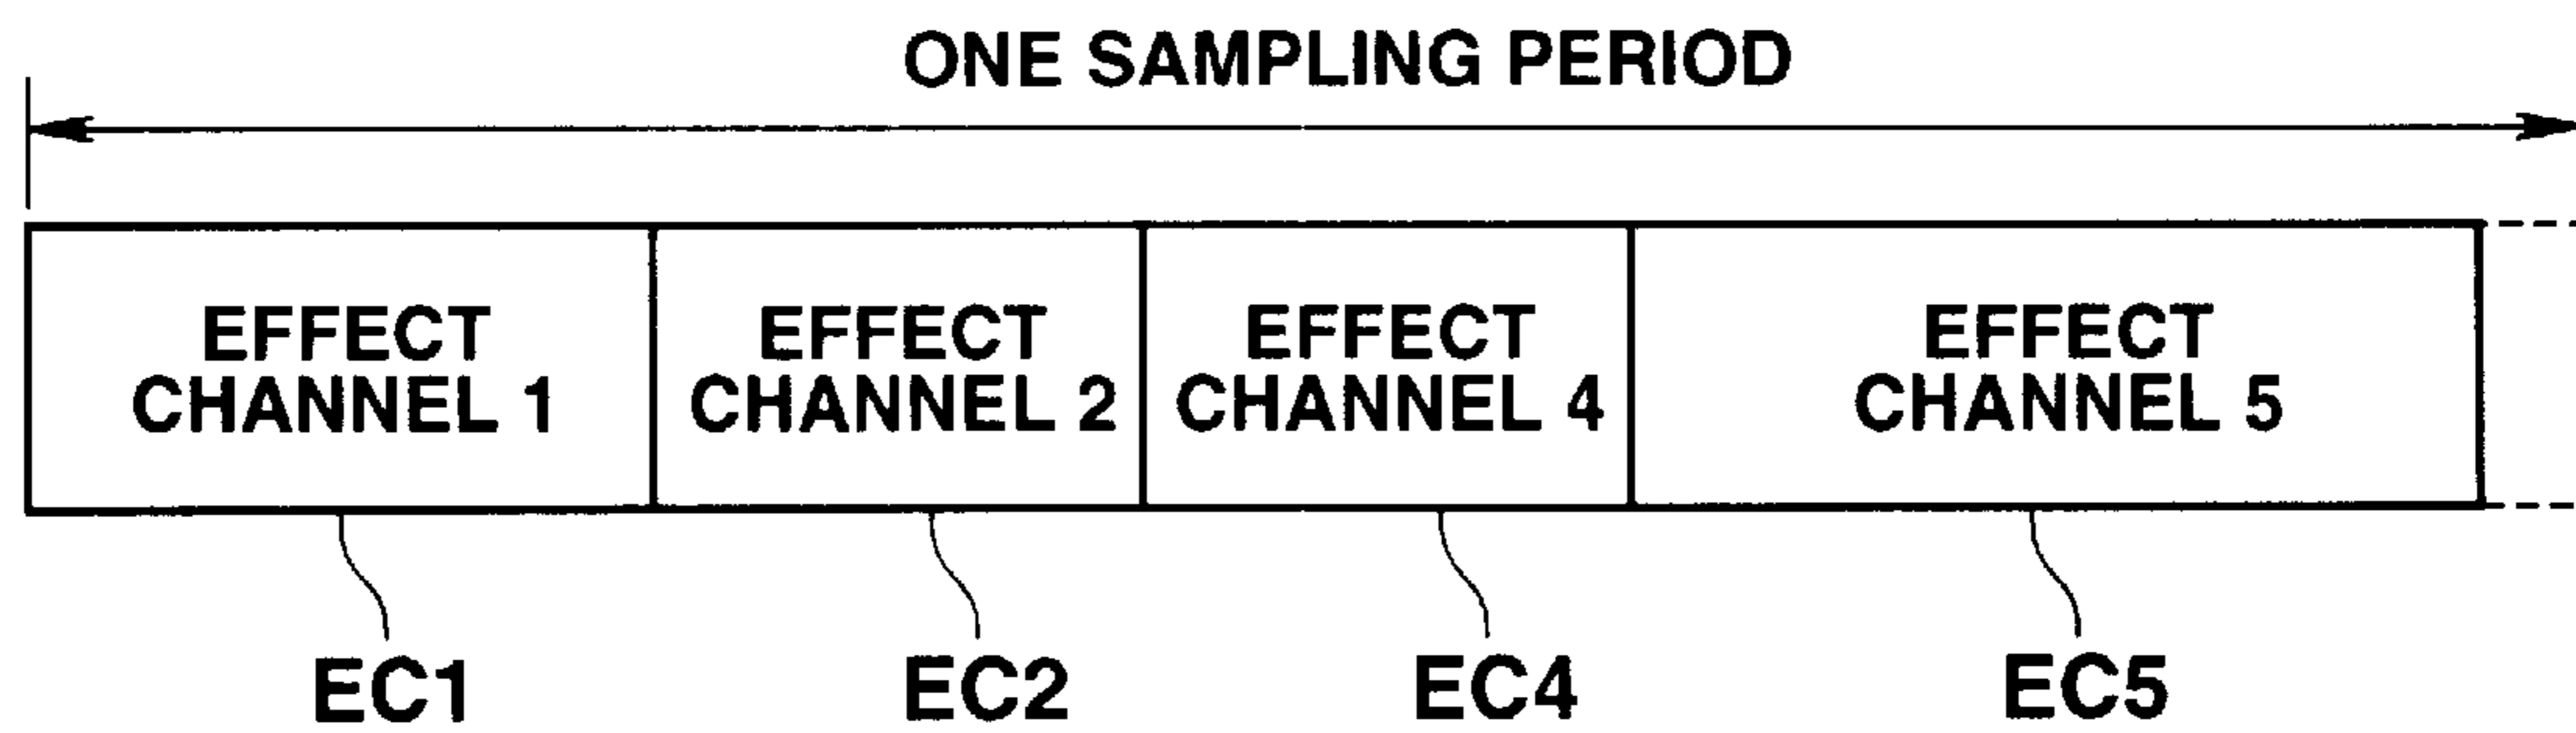 ONE SAMPLING PERIOD
EFFECT
CHANNEL 1
EFFECT
CHANNEL 2
EFFECT
CHANNEL 4
EFFECT
CHANNEL 5
EC1
EC2
EC4
EC5